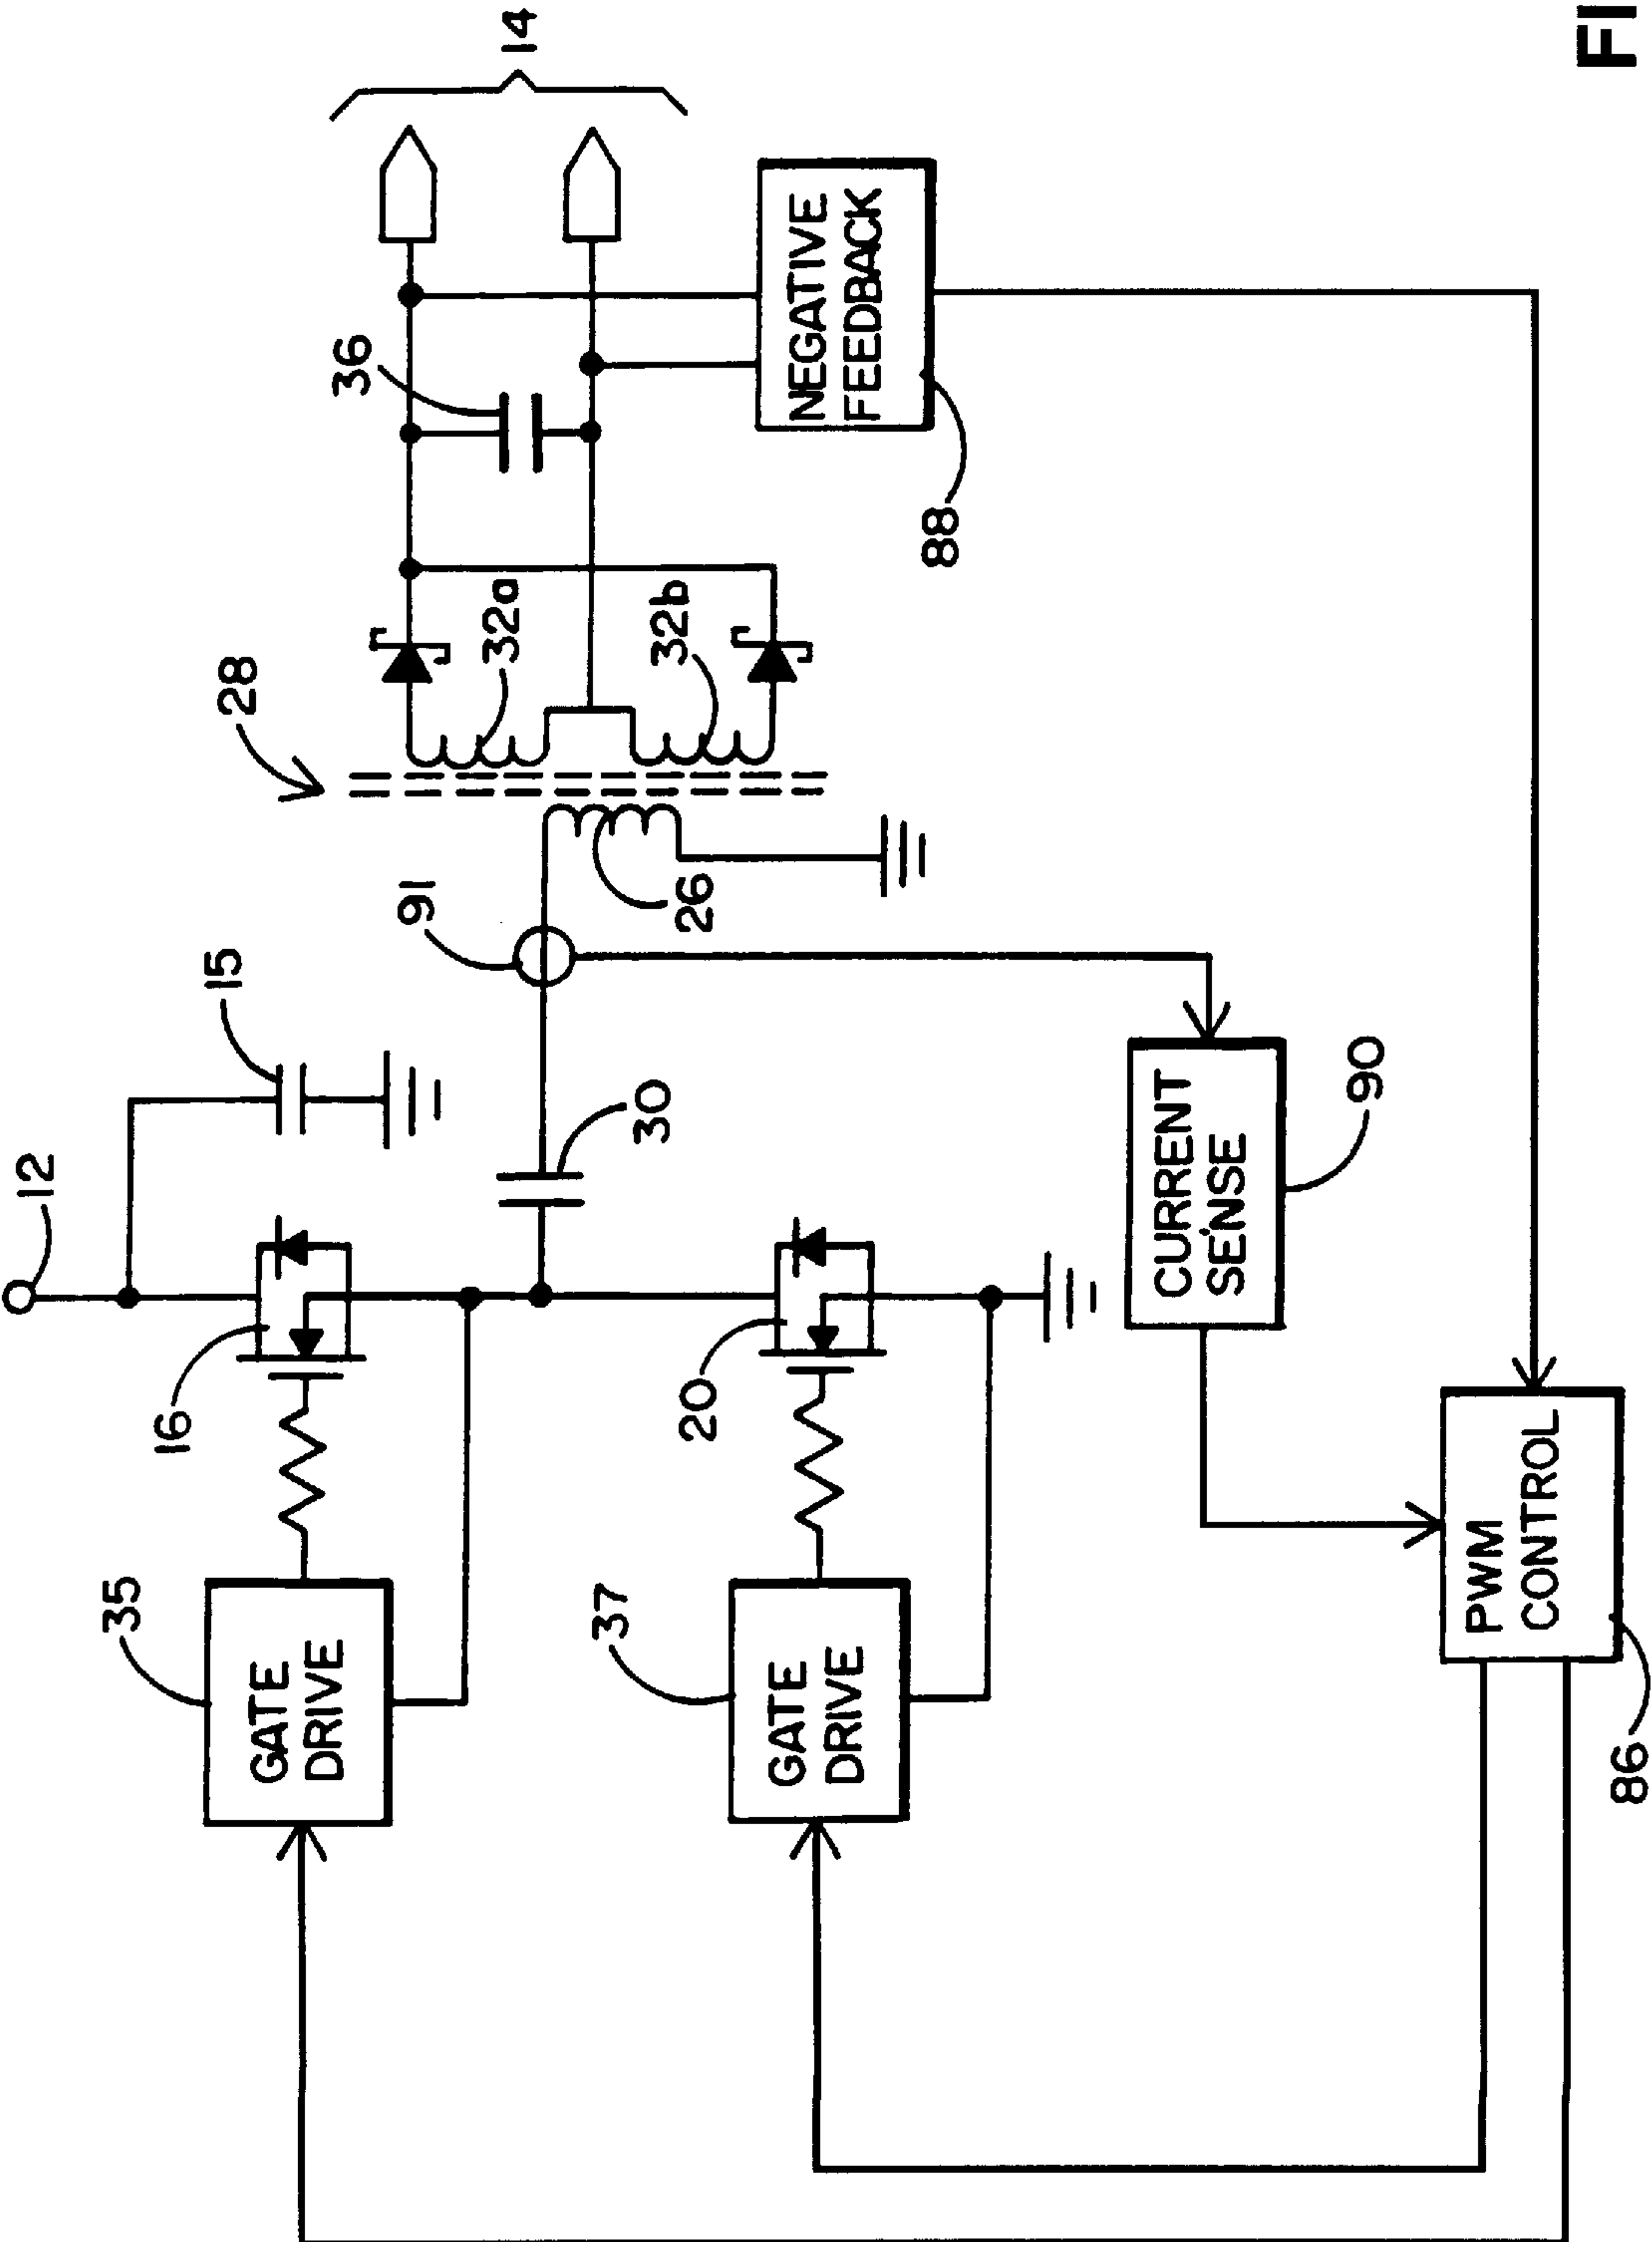 12
35
16
15
28
GATE
DRIVE
36
91
32a
14
37
30
32b
26
20
GATE
DRIVE
NEGATIVE
FEEDBACK
88
CURRENT
SENSE
90
PWM
CONTROL
86
FI